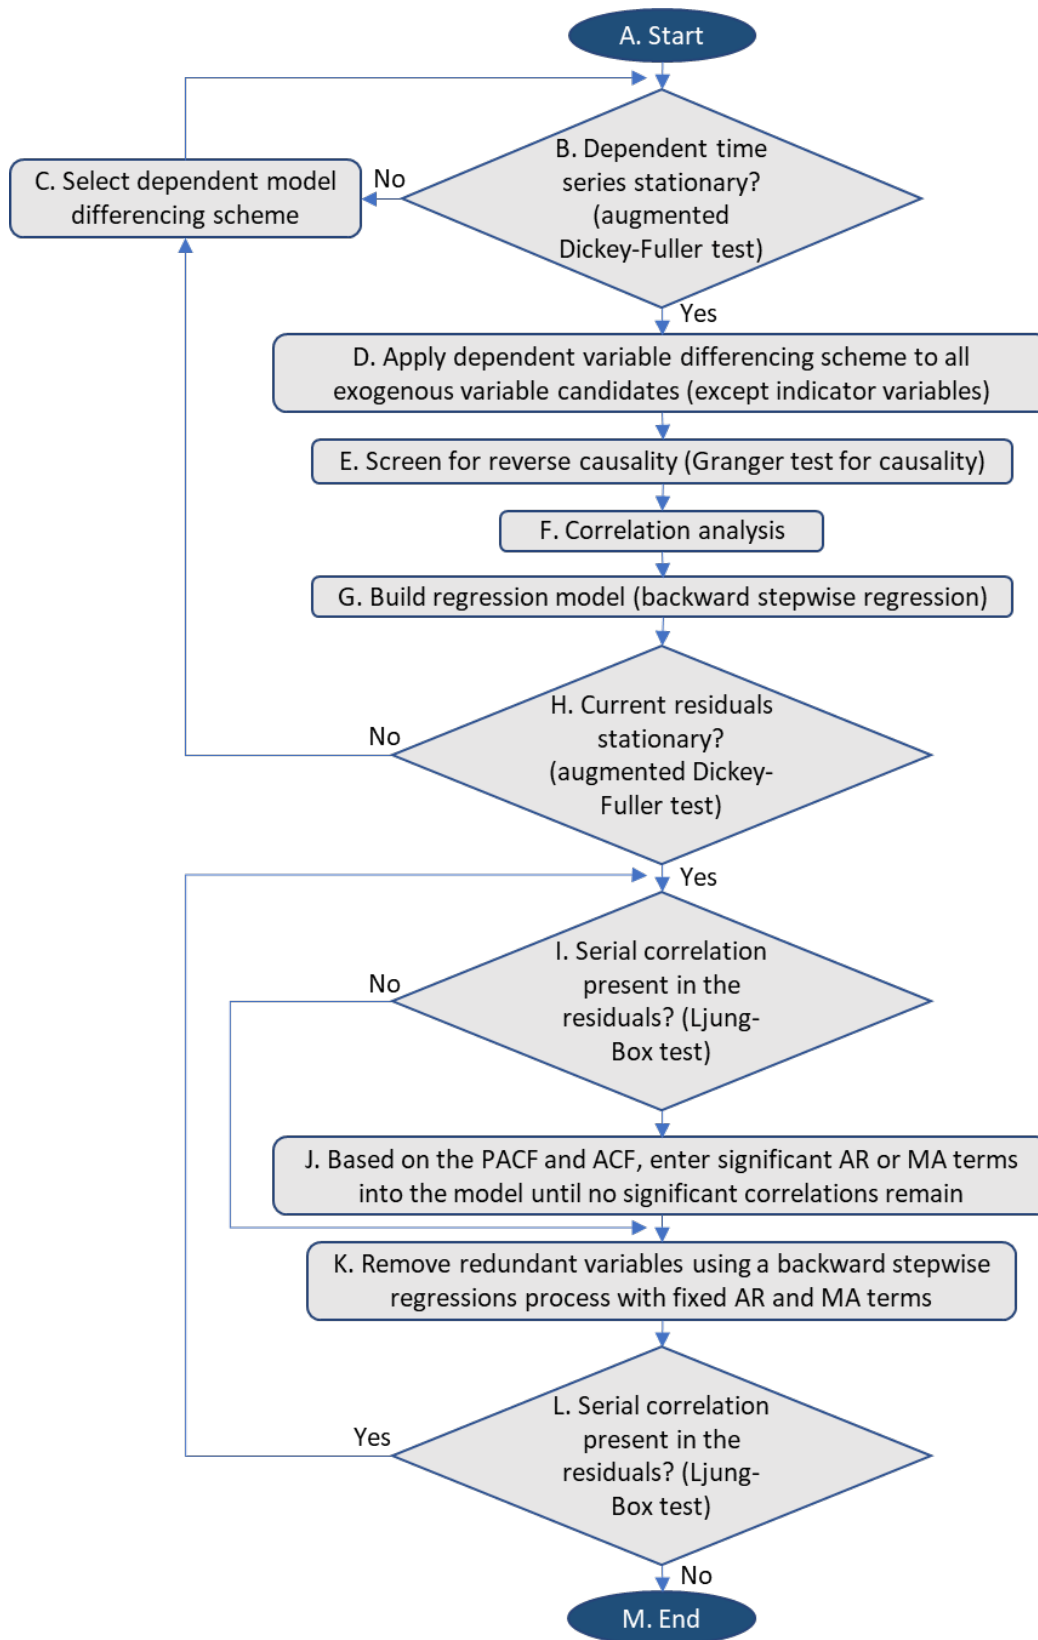 A. Start
B. Dependent time
series stationary?
(augmented
Dickey-Fuller test)
No
C. Select dependent model
differencing scheme
Yes
D. Apply dependent variable differencing scheme to all
exogenous variable candidates (except indicator variables)
E. Screen for reverse causality (Granger test for causality)
F. Correlation analysis
G. Build regression model (backward stepwise regression)
H. Current residuals
stationary?
(augmented Dickey-
Fuller test)
No
Yes
I. Serial correlation
present in the
residuals? (Ljung-
Box test)
No
J. Based on the PACF and ACF, enter significant AR or MA terms
into the model until no significant correlations remain
K. Remove redundant variables using a backward stepwise
regressions process with fixed AR and MA terms
L. Serial correlation
present in the
residuals? (Ljung-
Box test)
Yes
No
M. End